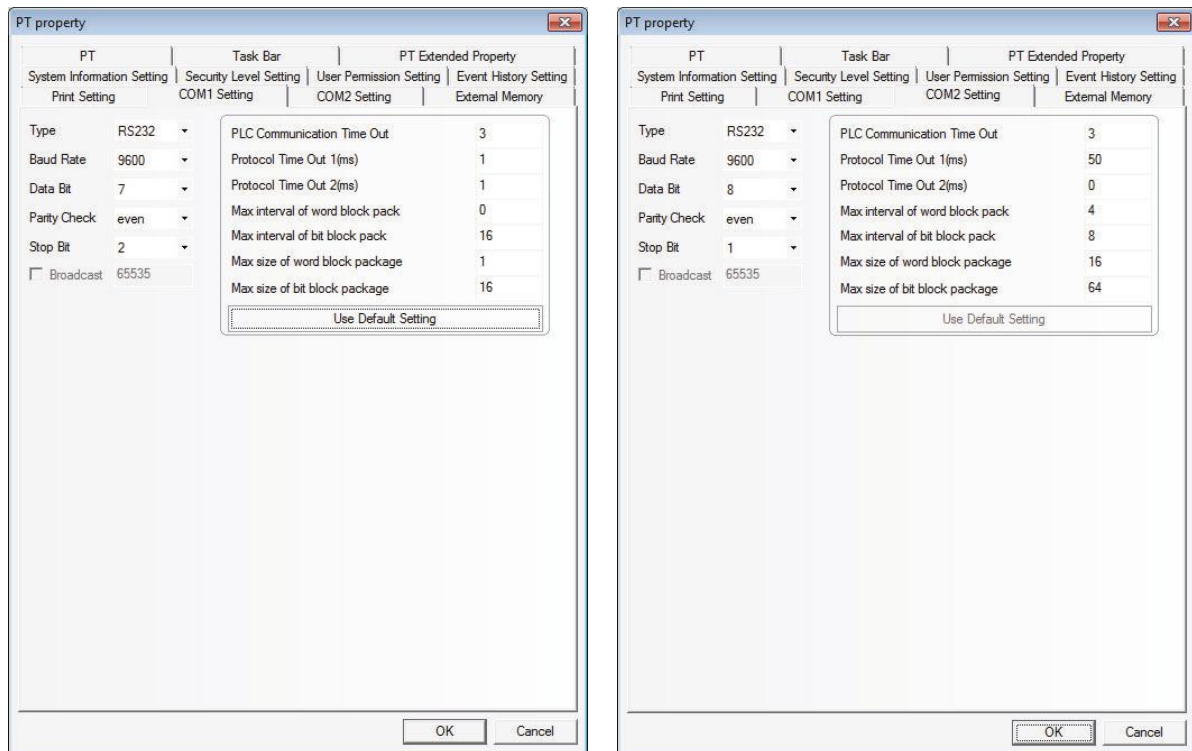 PT property
PT Task Bar PT Extended Property
System Information Setting Security Level Setting User Permission Setting Event History Setting
Print Setting COM1 Setting COM2 Setting External Memory
Type RS232
Baud Rate 9600
Data Bit 7
Parity Check even
Stop Bit 2
Broadcast 65535
PLC Communication Time Out 3
Protocol Time Out 1(ms) 1
Protocol Time Out 2(ms) 1
Max interval of word block pack 0
Max interval of bit block pack 16
Max size of word block package 1
Max size of bit block package 16
Use Default Setting
OK Cancel
PT property
PT Task Bar PT Extended Property
System Information Setting Security Level Setting User Permission Setting Event History Setting
Print Setting COM1 Setting COM2 Setting External Memory
Type RS232
Baud Rate 9600
Data Bit 8
Parity Check even
Stop Bit 1
Broadcast 65535
PLC Communication Time Out 3
Protocol Time Out 1(ms) 50
Protocol Time Out 2(ms) 0
Max interval of word block pack 4
Max interval of bit block pack 8
Max size of word block package 16
Max size of bit block package 64
Use Default Setting
OK Cancel